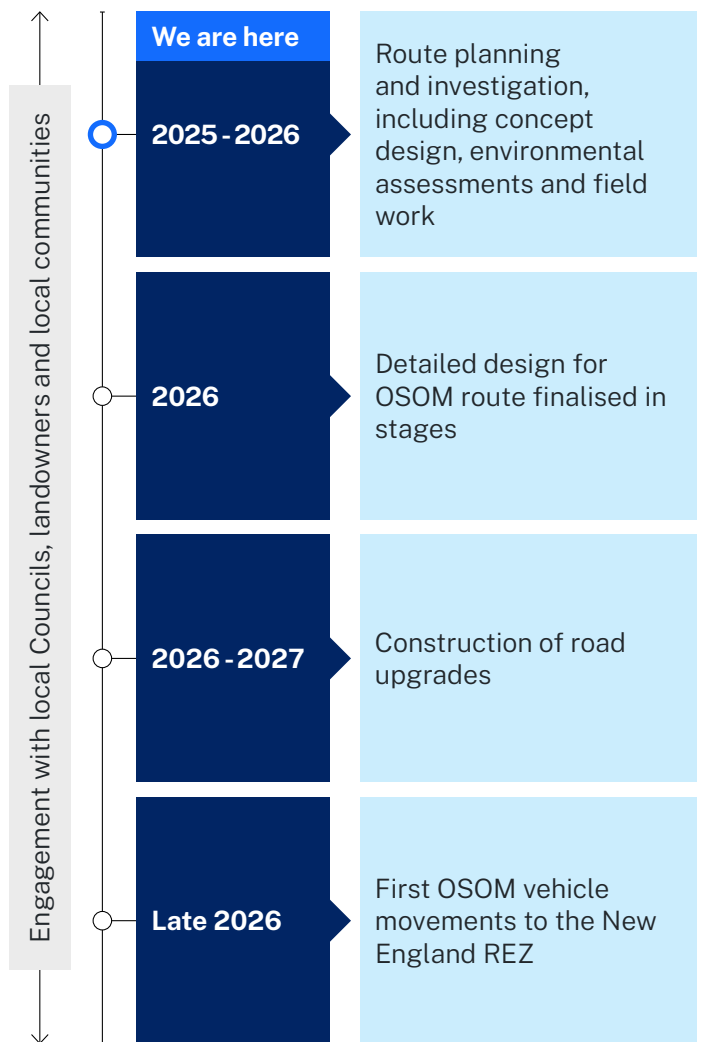 Engagement with local Councils, landowners and local communities
We are here
2025 - 2026
Route planning
and investigation,
including concept
design, environmental
assessments and field
work
2026
Detailed design for
OSOM route finalised in
stages
2026 - 2027
Construction of road
upgrades
Late 2026
First OSOM vehicle
movements to the New
England REZ